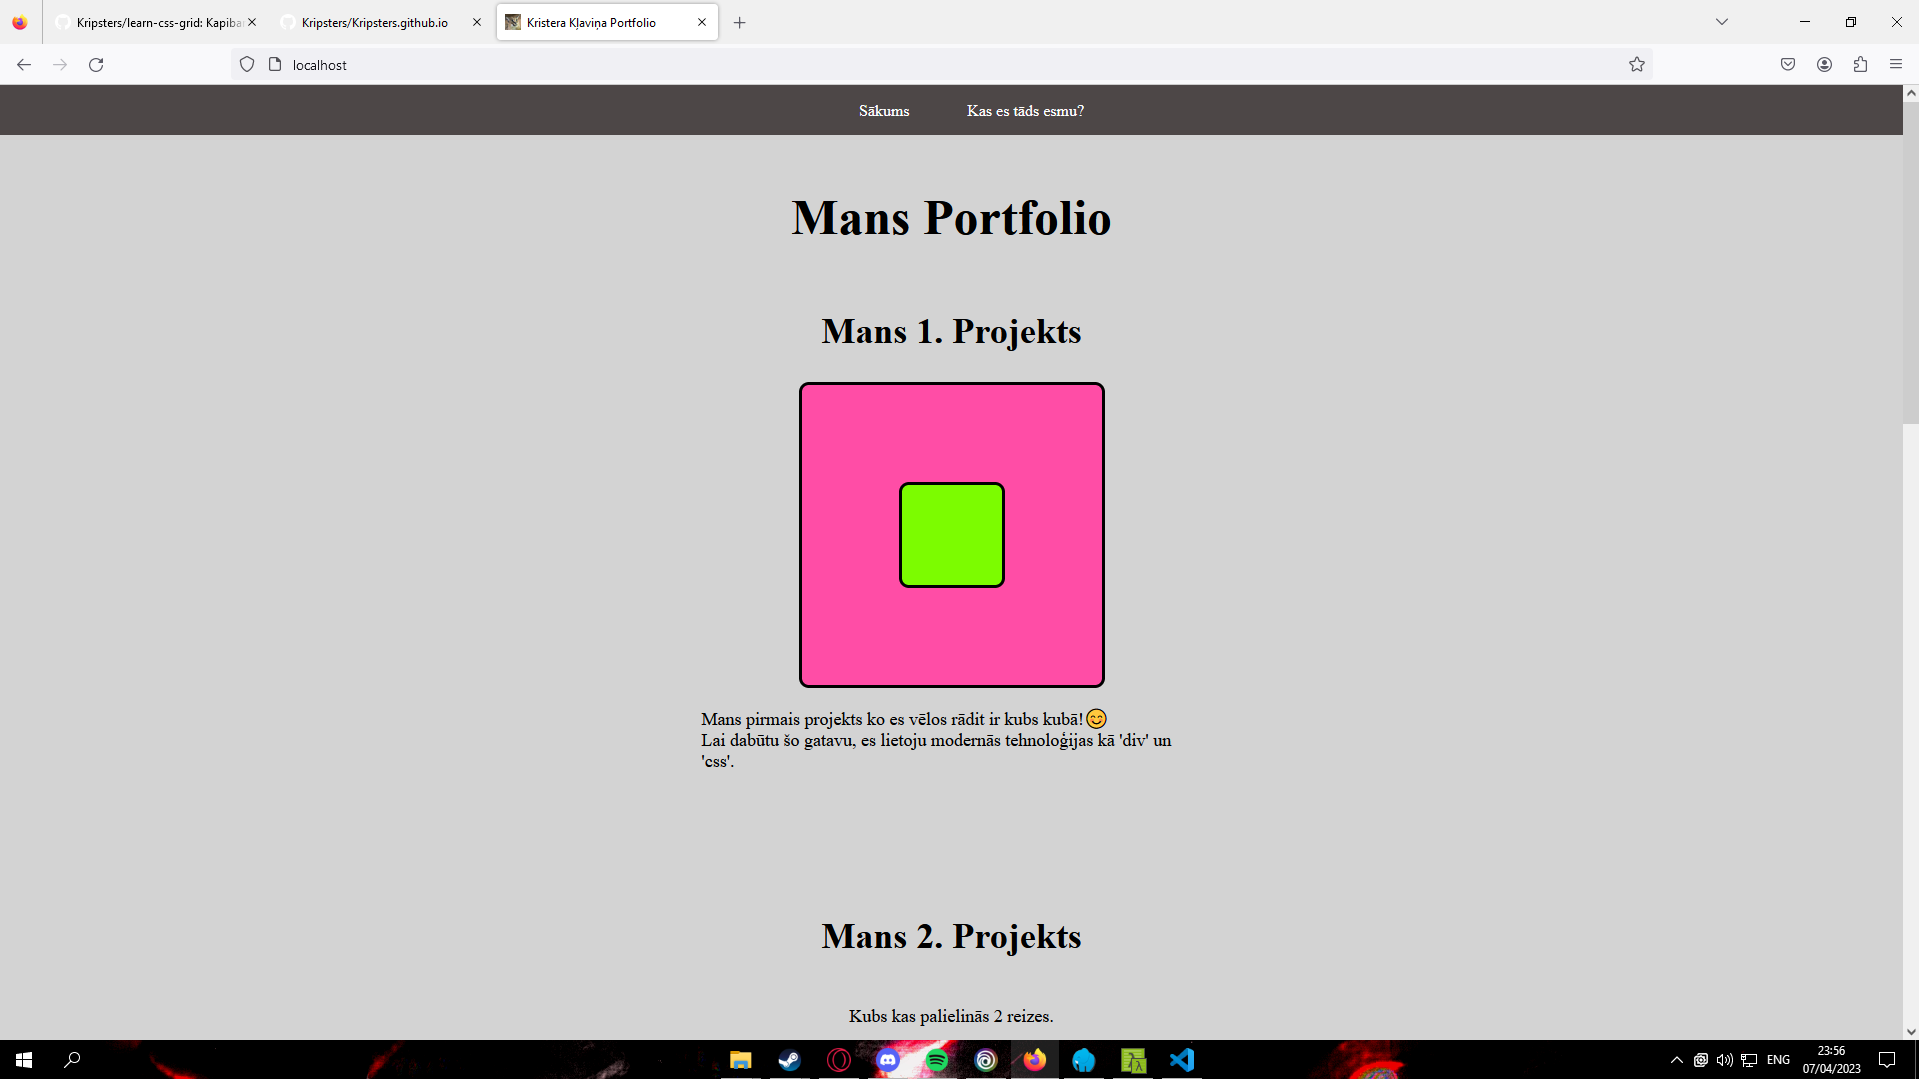 Kripsters/learn-css-grid: Kapiba
Kripsters/Kripsters.github.io
Kristera Kļaviņa Portfolio
localhost
Sākums
Kas es tāds esmu?
Mans Portfolio
Mans 1. Projekts
Mans pirmais projekts ko es vēlos rādit ir kubs kubā!😊
Lai dabūtu šo gatavu, es lietoju modernās tehnoloģijas kā 'div' un
'css'.
Mans 2. Projekts
Kubs kas palielinās 2 reizes.
ENG
23:56
07/04/2023